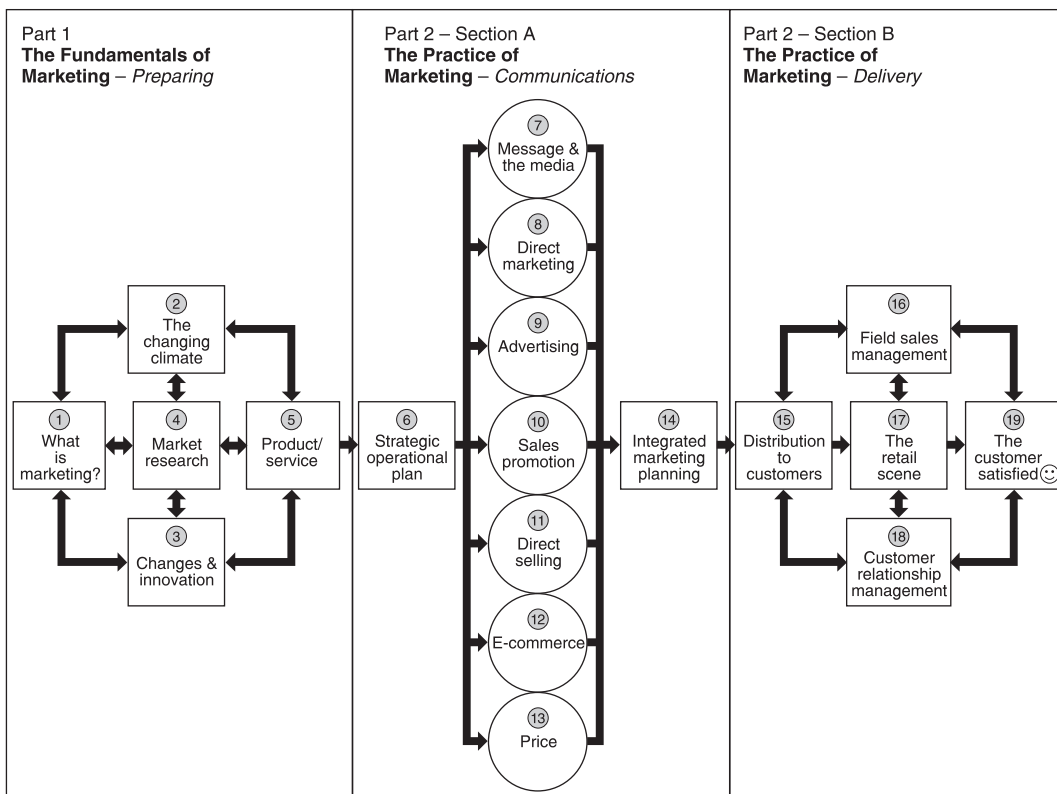 Part 1
The Fundamentals of
Marketing – Preparing
Part 2 – Section A
The Practice of
Marketing – Communications
Part 2 – Section B
The Practice of
Marketing – Delivery
1
What
is
marketing?
2
The
changing
climate
3
Changes &
innovation
4
Market
research
5
Product/
service
6
Strategic
operational
plan
7
Message &
the media
8
Direct
marketing
9
Advertising
10
Sales
promotion
11
Direct
selling
12
E-commerce
13
Price
14
Integrated
marketing
planning
15
Distribution
to
customers
16
Field sales
management
17
The
retail
scene
18
Customer
relationship
management
19
The
customer
satisfied